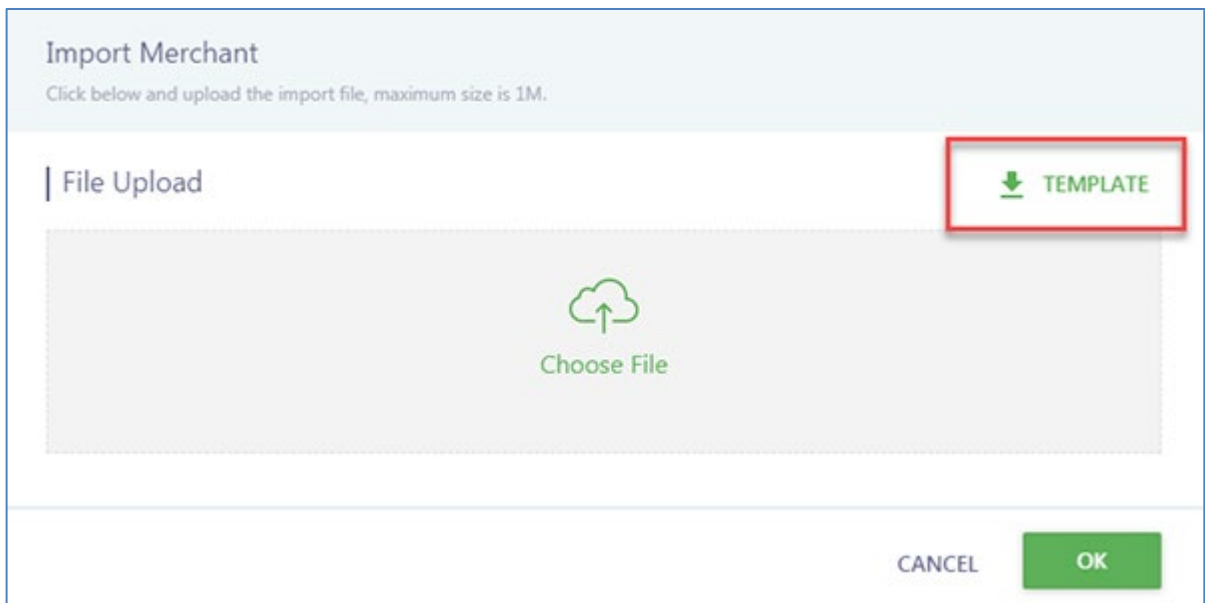 Import Merchant
Click below and upload the import file, maximum size is 1M.
File Upload
TEMPLATE
Choose File
CANCEL
OK